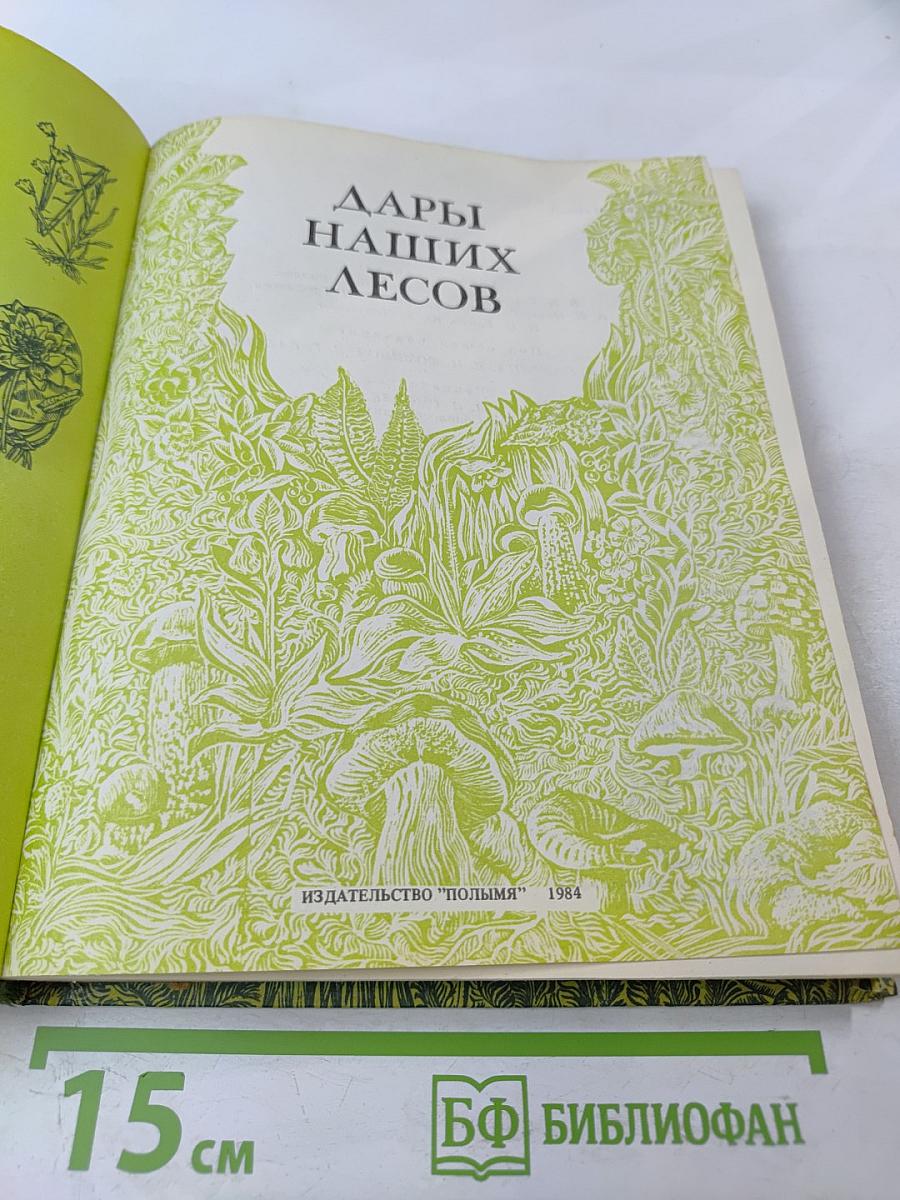 ДАРЫ
НАШИХ
ЛЕСОВ
ИЗДАТЕЛЬСТВО "ПОЛЫМЯ" 1984
15 см
БФ БИБЛИОФАН